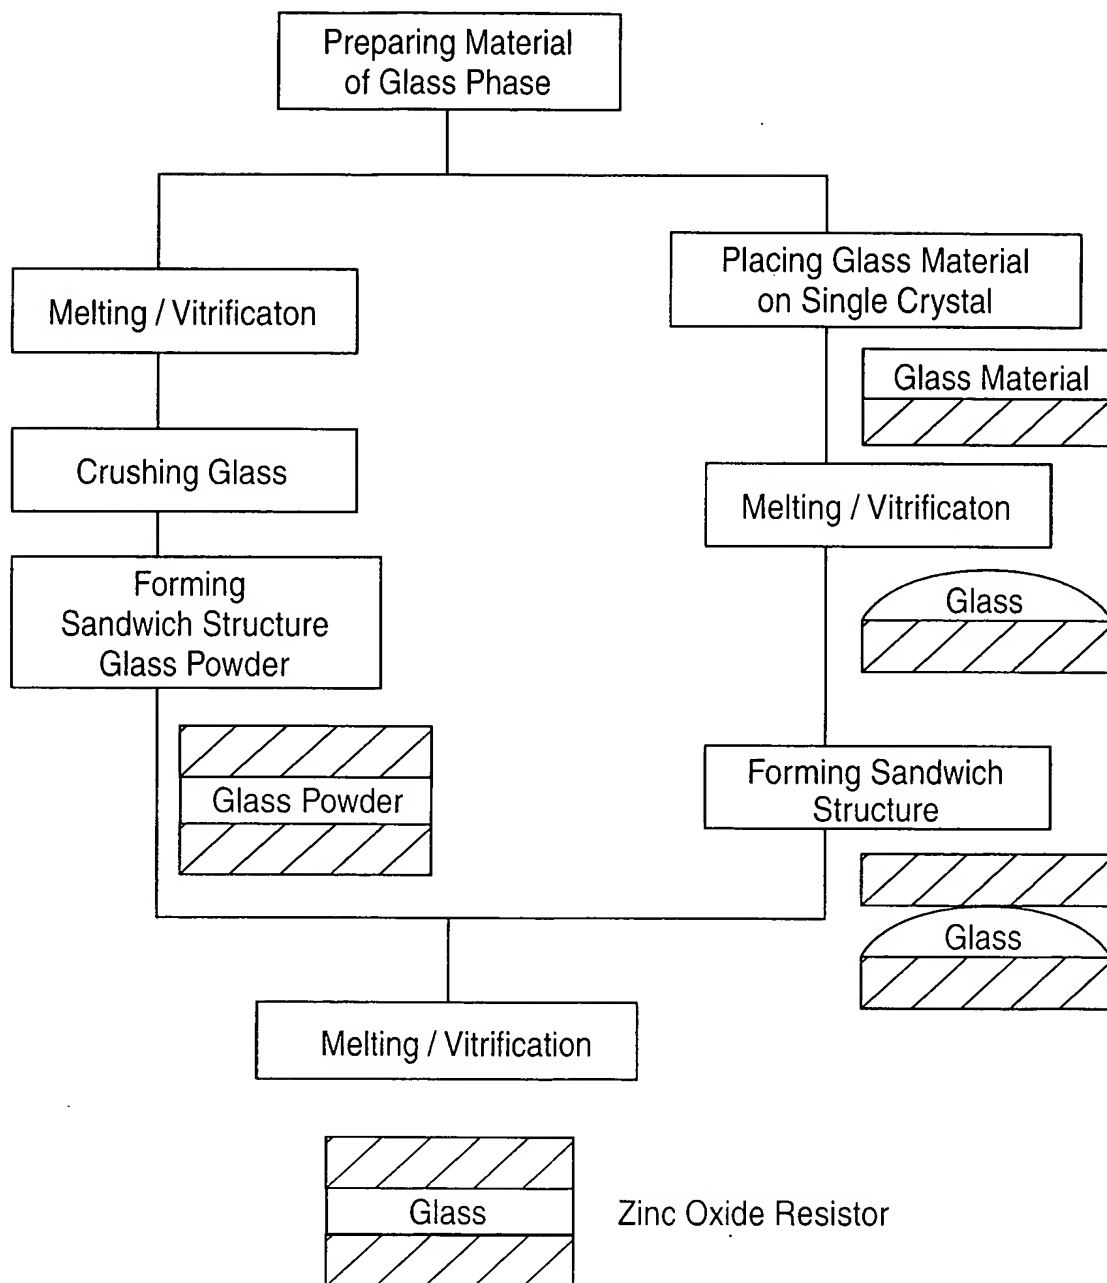 Preparing Material
of Glass Phase
Melting / Vitrificaton
Crushing Glass
Forming
Sandwich Structure
Glass Powder
Glass Powder
Placing Glass Material
on Single Crystal
Glass Material
Melting / Vitrificaton
Glass
Forming Sandwich
Structure
Glass
Melting / Vitrification
Glass
Zinc Oxide Resistor